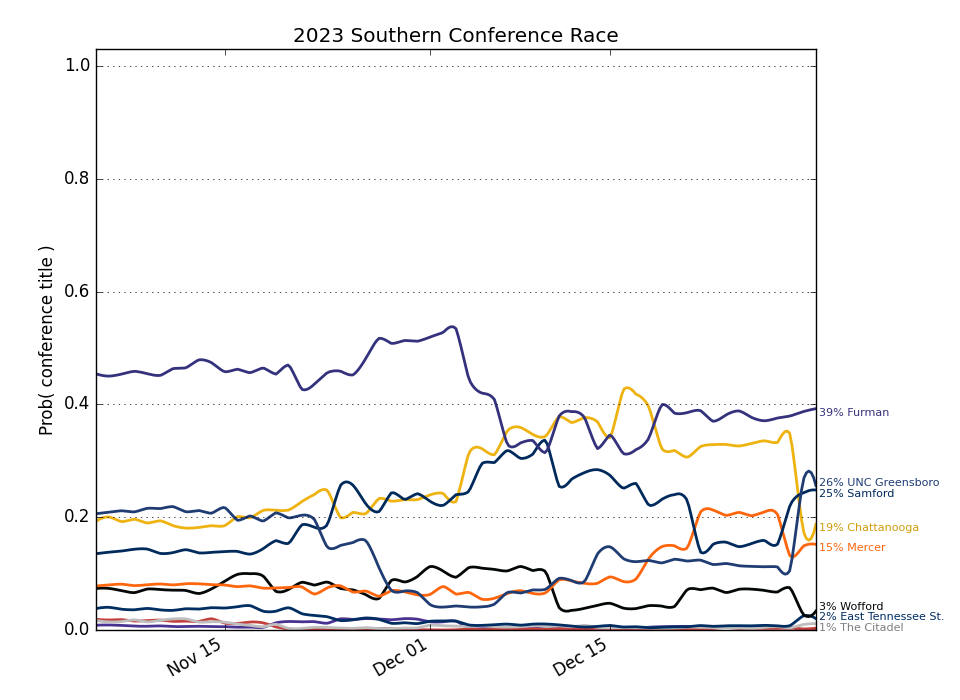 2023 Southern Conference Race
Prob( conference title )
1.0
0.8
0.6
0.4
0.2
0.0
Nov 15
Dec 01
Dec 15
39% Furman
26% UNC Greensboro
25% Samford
19% Chattanooga
15% Mercer
3% Wofford
2% East Tennessee St.
1% The Citadel